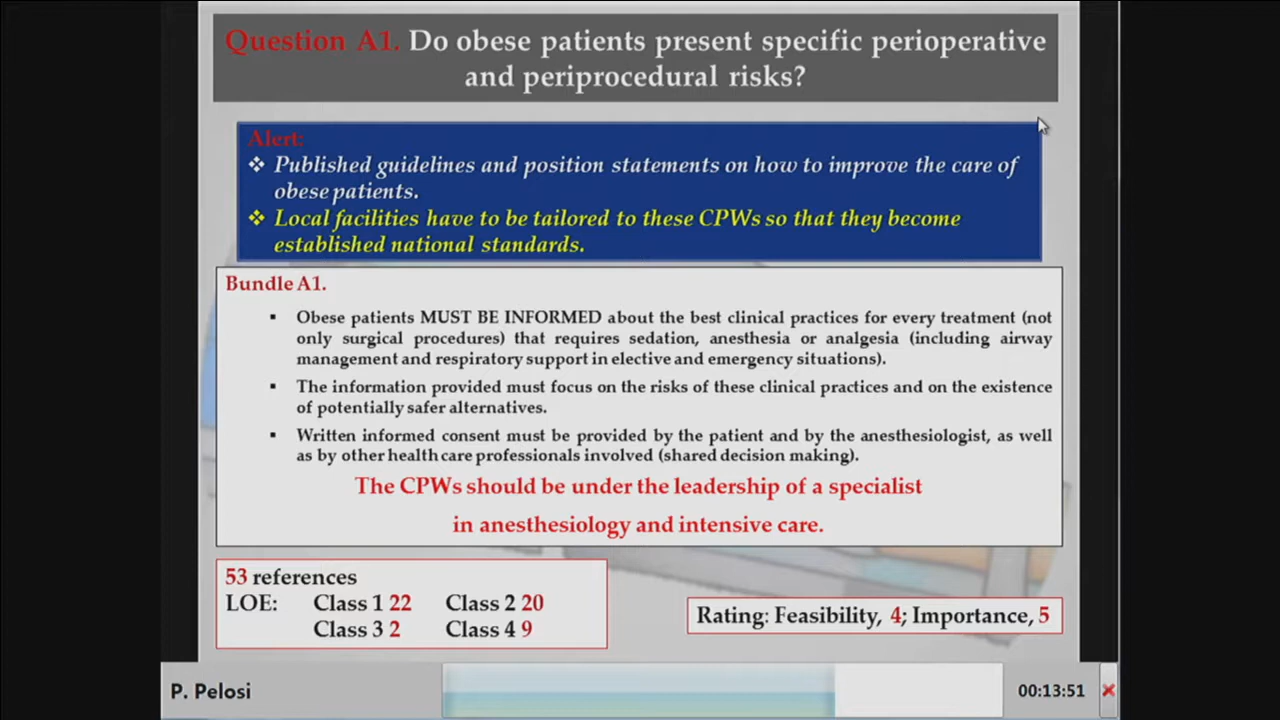 Question A1. Do obese patients present specific perioperative
and periprocedural risks?
Alert:
❖ Published guidelines and position statements on how to improve the care of
obese patients.
❖ Local facilities have to be tailored to these CPWs so that they become
established national standards.
Bundle A1.
▪ Obese patients MUST BE INFORMED about the best clinical practices for every treatment (not
only surgical procedures) that requires sedation, anesthesia or analgesia (including airway
management and respiratory support in elective and emergency situations).
▪ The information provided must focus on the risks of these clinical practices and on the existence
of potentially safer alternatives.
▪ Written informed consent must be provided by the patient and by the anesthesiologist, as well
as by other health care professionals involved (shared decision making).
The CPWs should be under the leadership of a specialist
in anesthesiology and intensive care.
53 references
LOE: Class 1 22 Class 2 20
Class 3 2 Class 4 9
Rating: Feasibility, 4; Importance, 5
P. Pelosi
00:13:51